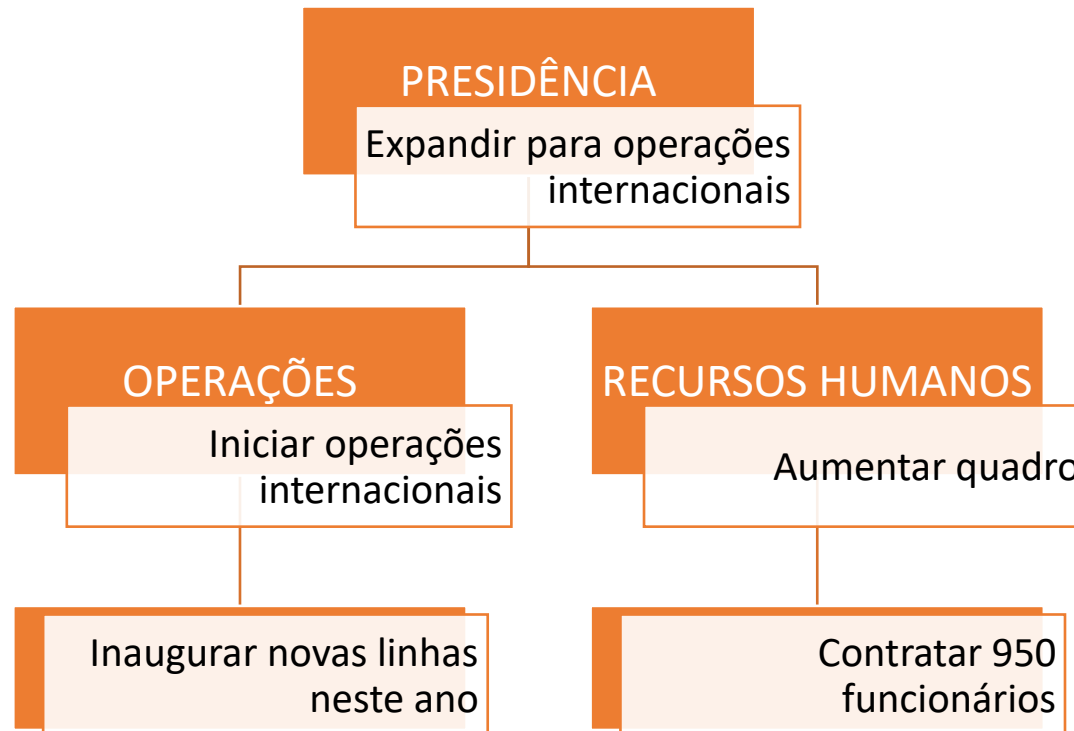 PRESIDÊNCIA
Expandir para operações
internacionais
OPERAÇÕES
Iniciar operações
internacionais
RECURSOS HUMANOS
Aumentar quadro
Inaugurar novas linhas
neste ano
Contratar 950
funcionários